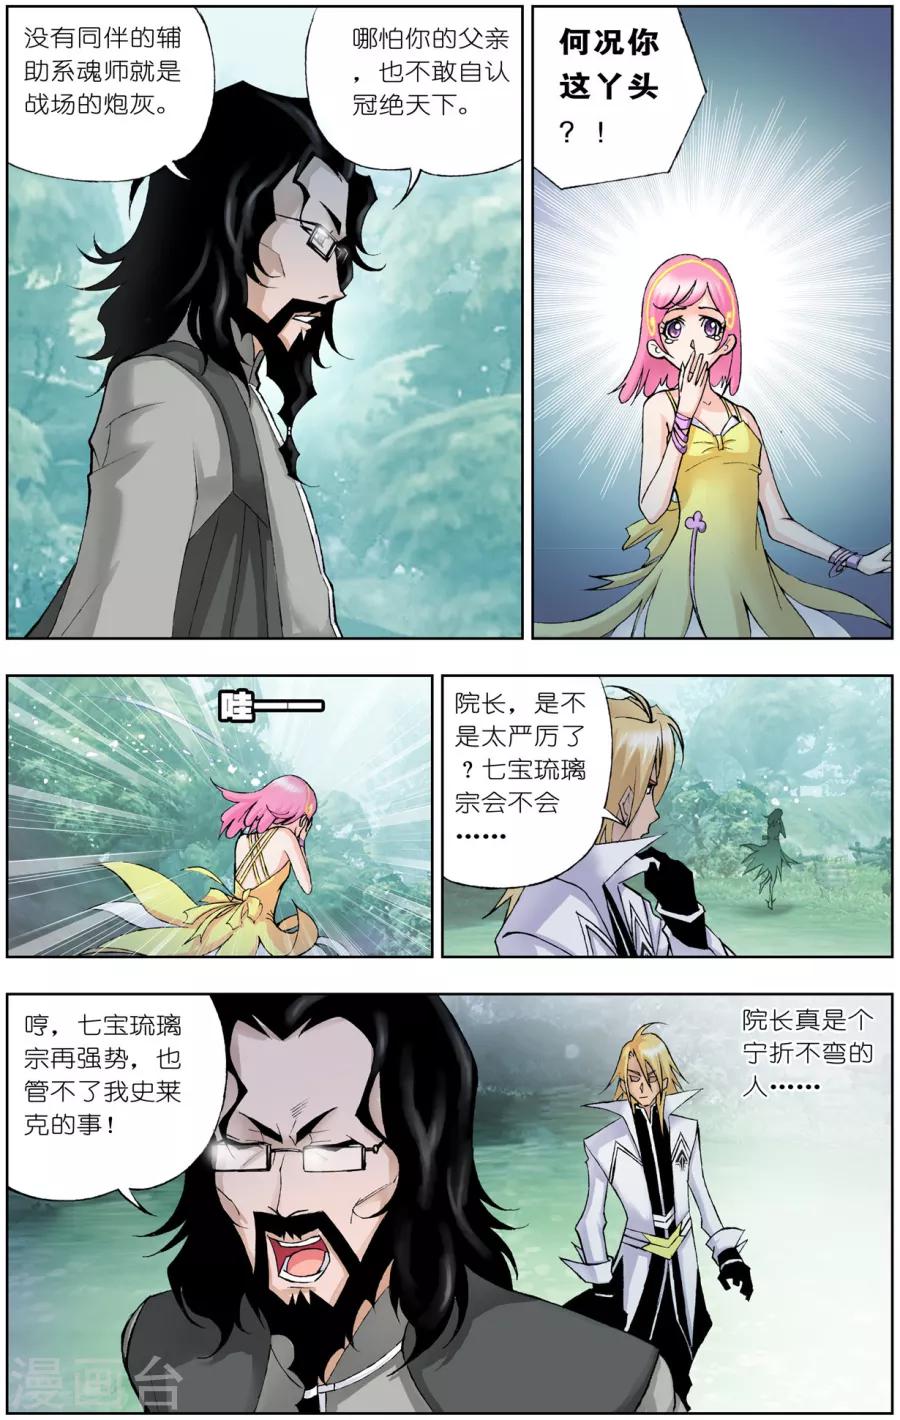 没有同伴的辅
助系魂师就是
战场的炮灰。
哪怕你的父亲
，也不敢自认
冠绝天下。
何况你
这丫头
？！
哇——
院长，是不
是太严厉了
？七宝琉璃
宗会不会
……
哼，七宝琉璃
宗再强势，也
管不了我史莱
克的事！
院长真是个
宁折不弯的
人……
漫画台